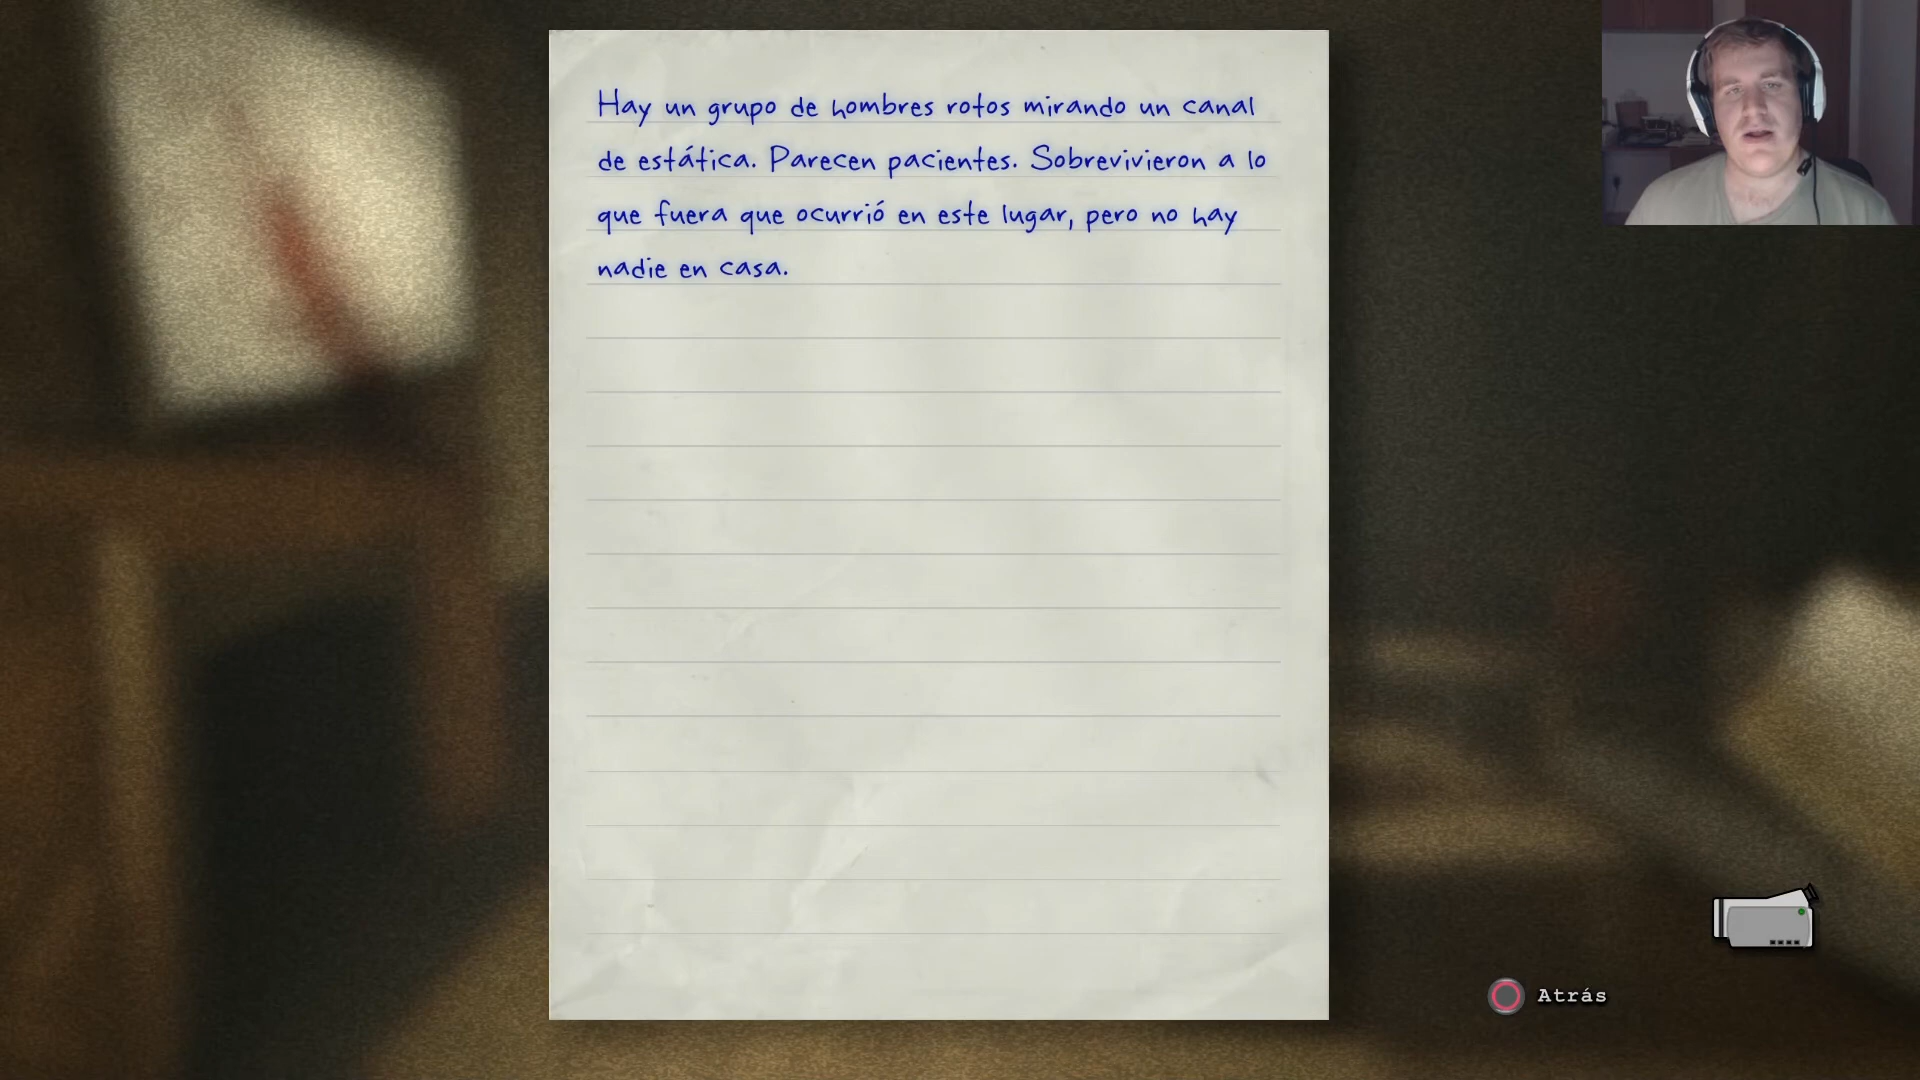 Hay un grupo de hombres rotos mirando un canal
de estática. Parecen pacientes. Sobrevivieron a lo
que fuera que ocurrió en este lugar, pero no hay
nadie en casa.
Atrás